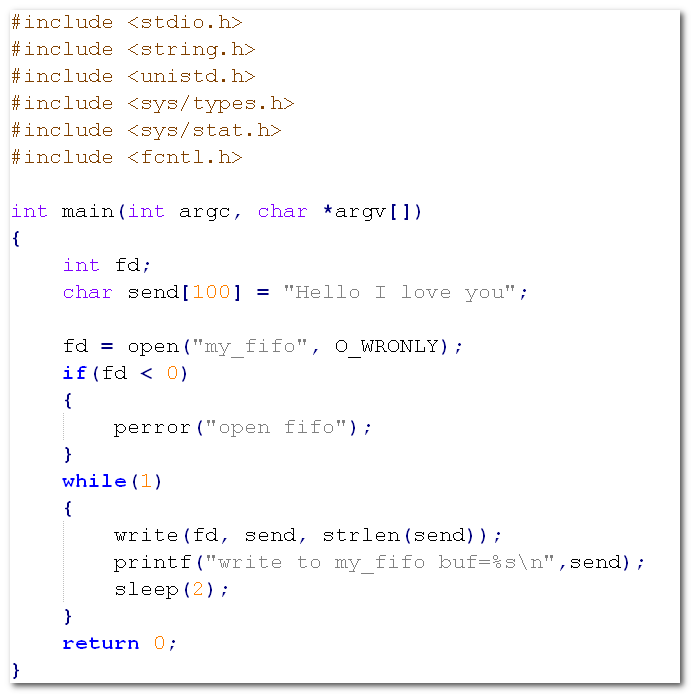 #include <stdio.h>
#include <string.h>
#include <unistd.h>
#include <sys/types.h>
#include <sys/stat.h>
#include <fcntl.h>

int main(int argc, char *argv[])
{
    int fd;
    char send[100] = "Hello I love you";

    fd = open("my_fifo", O_WRONLY);
    if(fd < 0)
    {
        perror("open fifo");
    }
    while(1)
    {
        write(fd, send, strlen(send));
        printf("write to my_fifo buf=%s\n",send);
        sleep(2);
    }
    return 0;
}